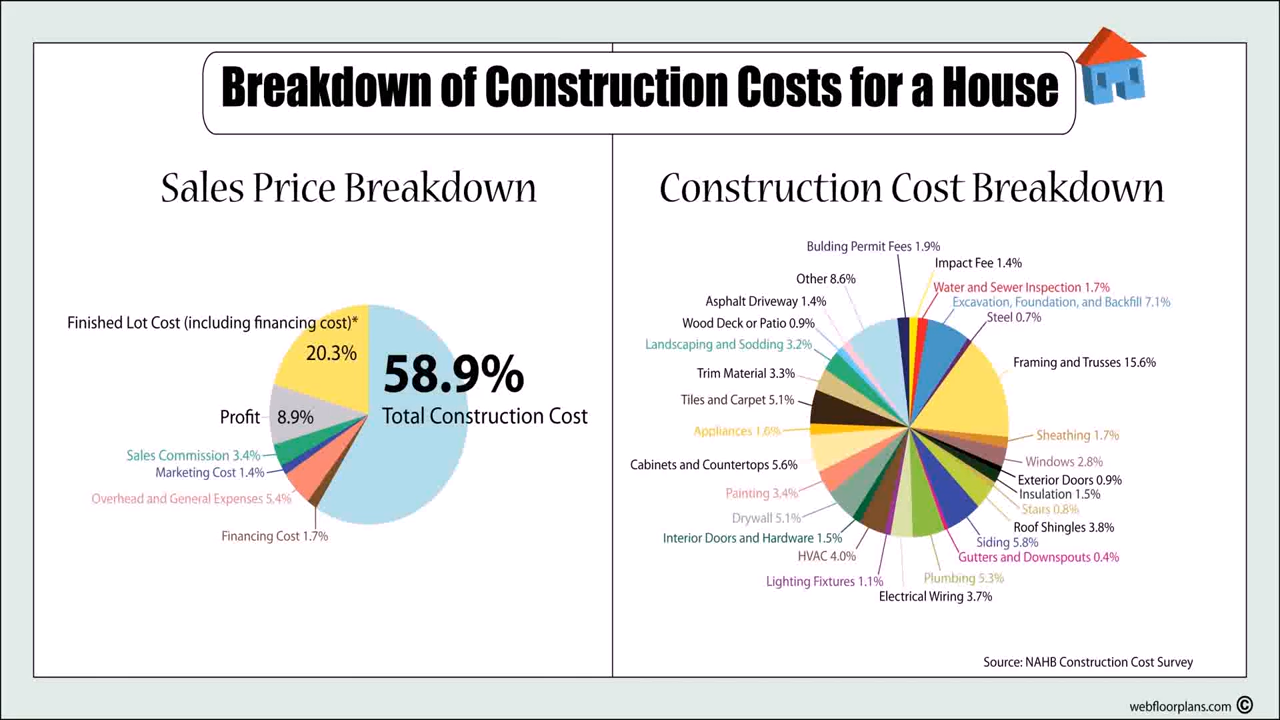 Breakdown of Construction Costs for a House
Sales Price Breakdown
Finished Lot Cost (including financing cost)*
20.3%
58.9%
Total Construction Cost
Profit 8.9%
Sales Commission 3.4%
Marketing Cost 1.4%
Overhead and General Expenses 5.4%
Financing Cost 1.7%
Construction Cost Breakdown
Bulding Permit Fees 1.9%
Impact Fee 1.4%
Water and Sewer Inspection 1.7%
Excavation, Foundation, and Backfill 7.1%
Steel 0.7%
Framing and Trusses 15.6%
Sheathing 1.7%
Windows 2.8%
Exterior Doors 0.9%
Insulation 1.5%
Stairs 0.8%
Roof Shingles 3.8%
Siding 5.8%
Gutters and Downspouts 0.4%
Plumbing 5.3%
Electrical Wiring 3.7%
Lighting Fixtures 1.1%
HVAC 4.0%
Interior Doors and Hardware 1.5%
Drywall 5.1%
Painting 3.4%
Cabinets and Countertops 5.6%
Appliances 1.6%
Tiles and Carpet 5.1%
Trim Material 3.3%
Landscaping and Sodding 3.2%
Wood Deck or Patio 0.9%
Asphalt Driveway 1.4%
Other 8.6%
Source: NAHB Construction Cost Survey
webfloorplans.com ©